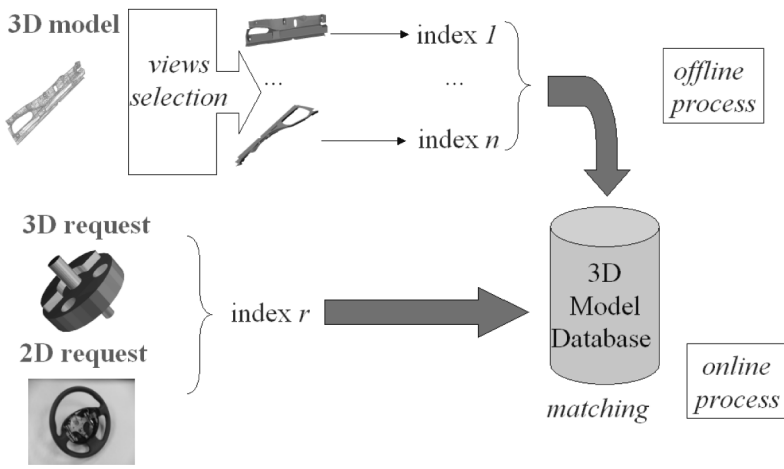 3D model
views
selection
index 1
...
...
index n
offline
process
3D request
index r
2D request
3D
Model
Database
matching
online
process